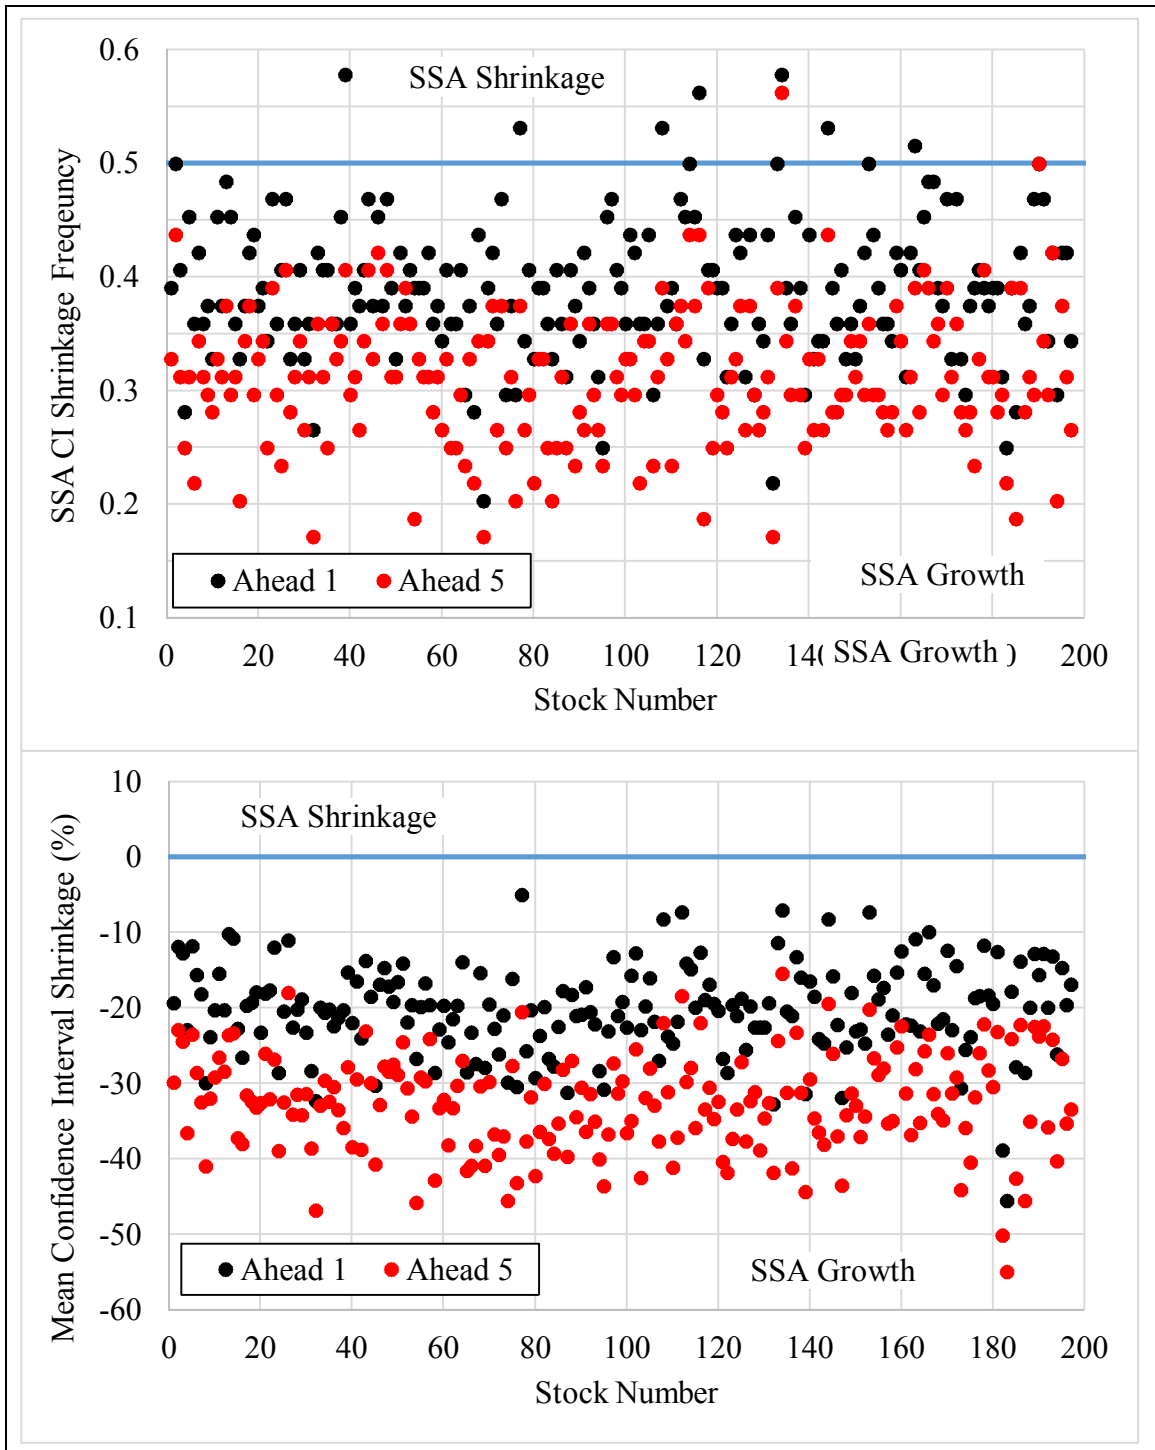 0.6
SSA Shrinkage
0.5
0.4
0.3
0.2
0.1
SSA CI Shrinkage Freqeuncy
Ahead 1 Ahead 5
SSA Growth
0 20 40 60 80 100 120 14( SSA Growth ) 200
Stock Number
10
SSA Shrinkage
0
-10
-20
-30
-40
-50
-60
Mean Confidence Interval Shrinkage (%)
Ahead 1 Ahead 5
SSA Growth
0 20 40 60 80 100 120 140 160 180 200
Stock Number